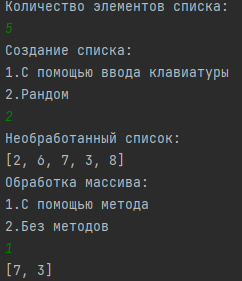 Количество элементов списка:
5
Создание списка:
1.С помощью ввода клавиатуры
2.Рандом
2
Необработанный список:
[2, 6, 7, 3, 8]
Обработка массива:
1.С помощью метода
2.Без методов
1
[7, 3]